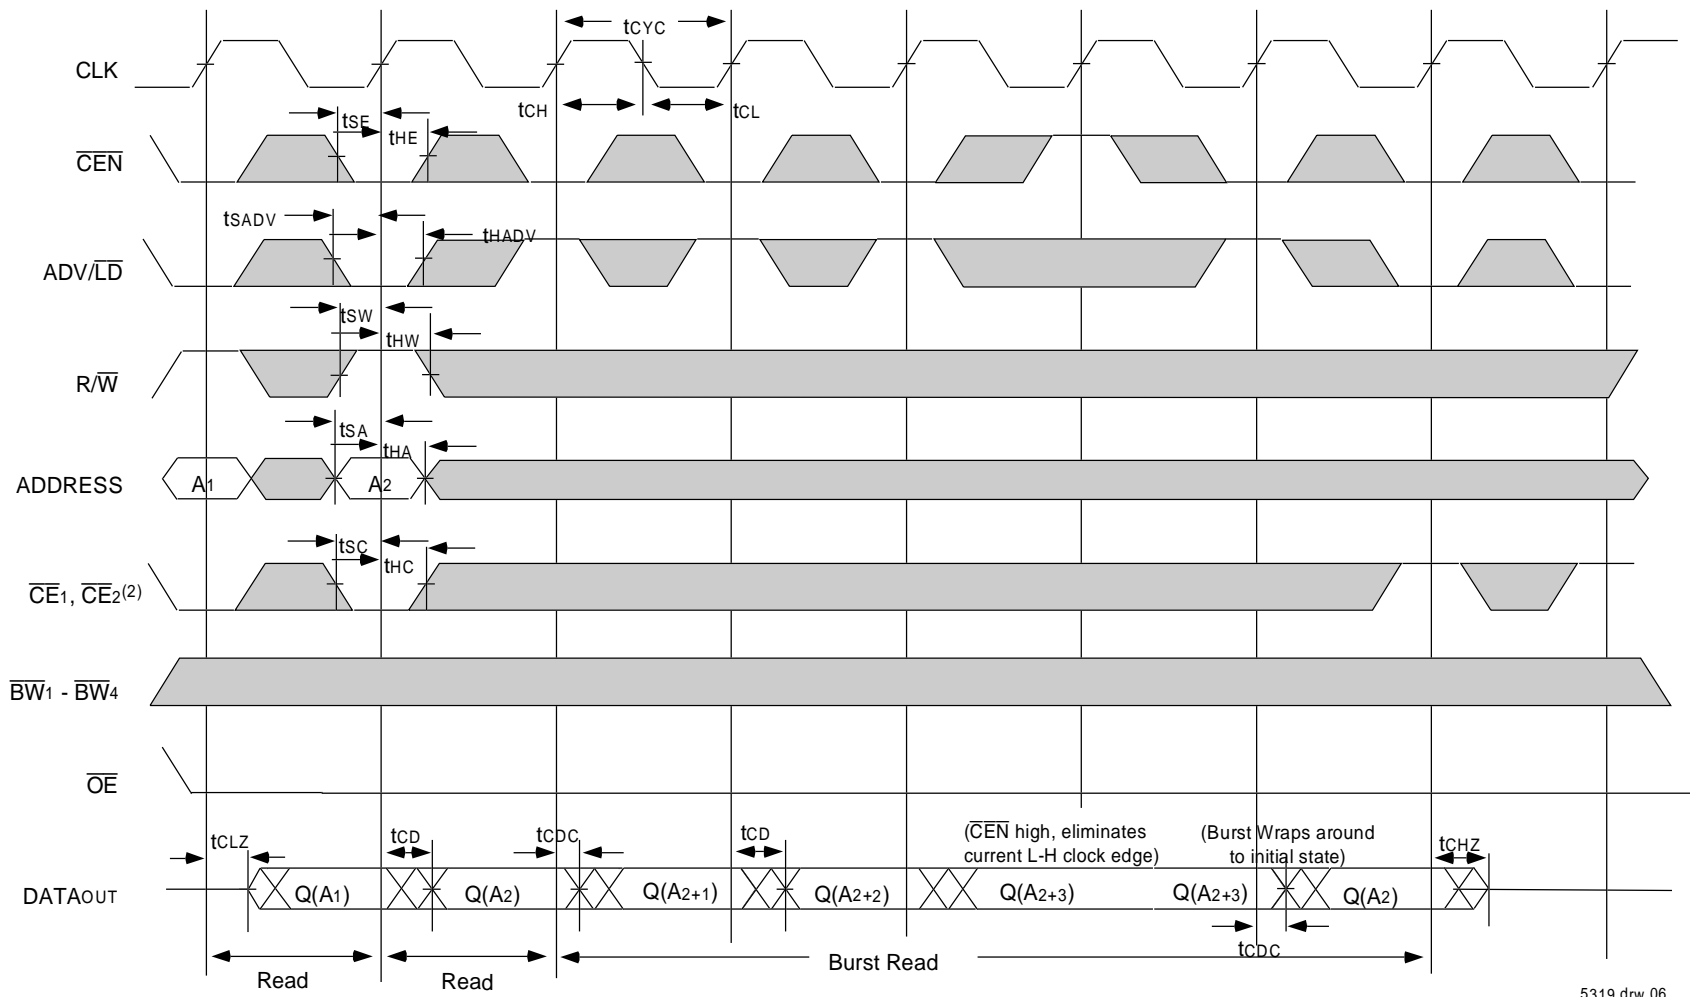 tCYC
CLK
tCH
tCL
tSE
tHE
CEN
tSADV
tHADV
ADV/LD
tSW
tHW
R/W
tSA
tHA
ADDRESS
A1
A2
tSC
tHC
CE1, CE2(2)
BW1 - BW4
OE
tCLZ
tCD
tCDC
tCD
(CEN high, eliminates
current L-H clock edge)
(Burst Wraps around
to initial state)
tCHZ
DATAOUT
Q(A1)
Q(A2)
Q(A2+1)
Q(A2+2)
Q(A2+3)
Q(A2+3)
Q(A2)
tCDC
Read
Read
Burst Read
5319 drw 06